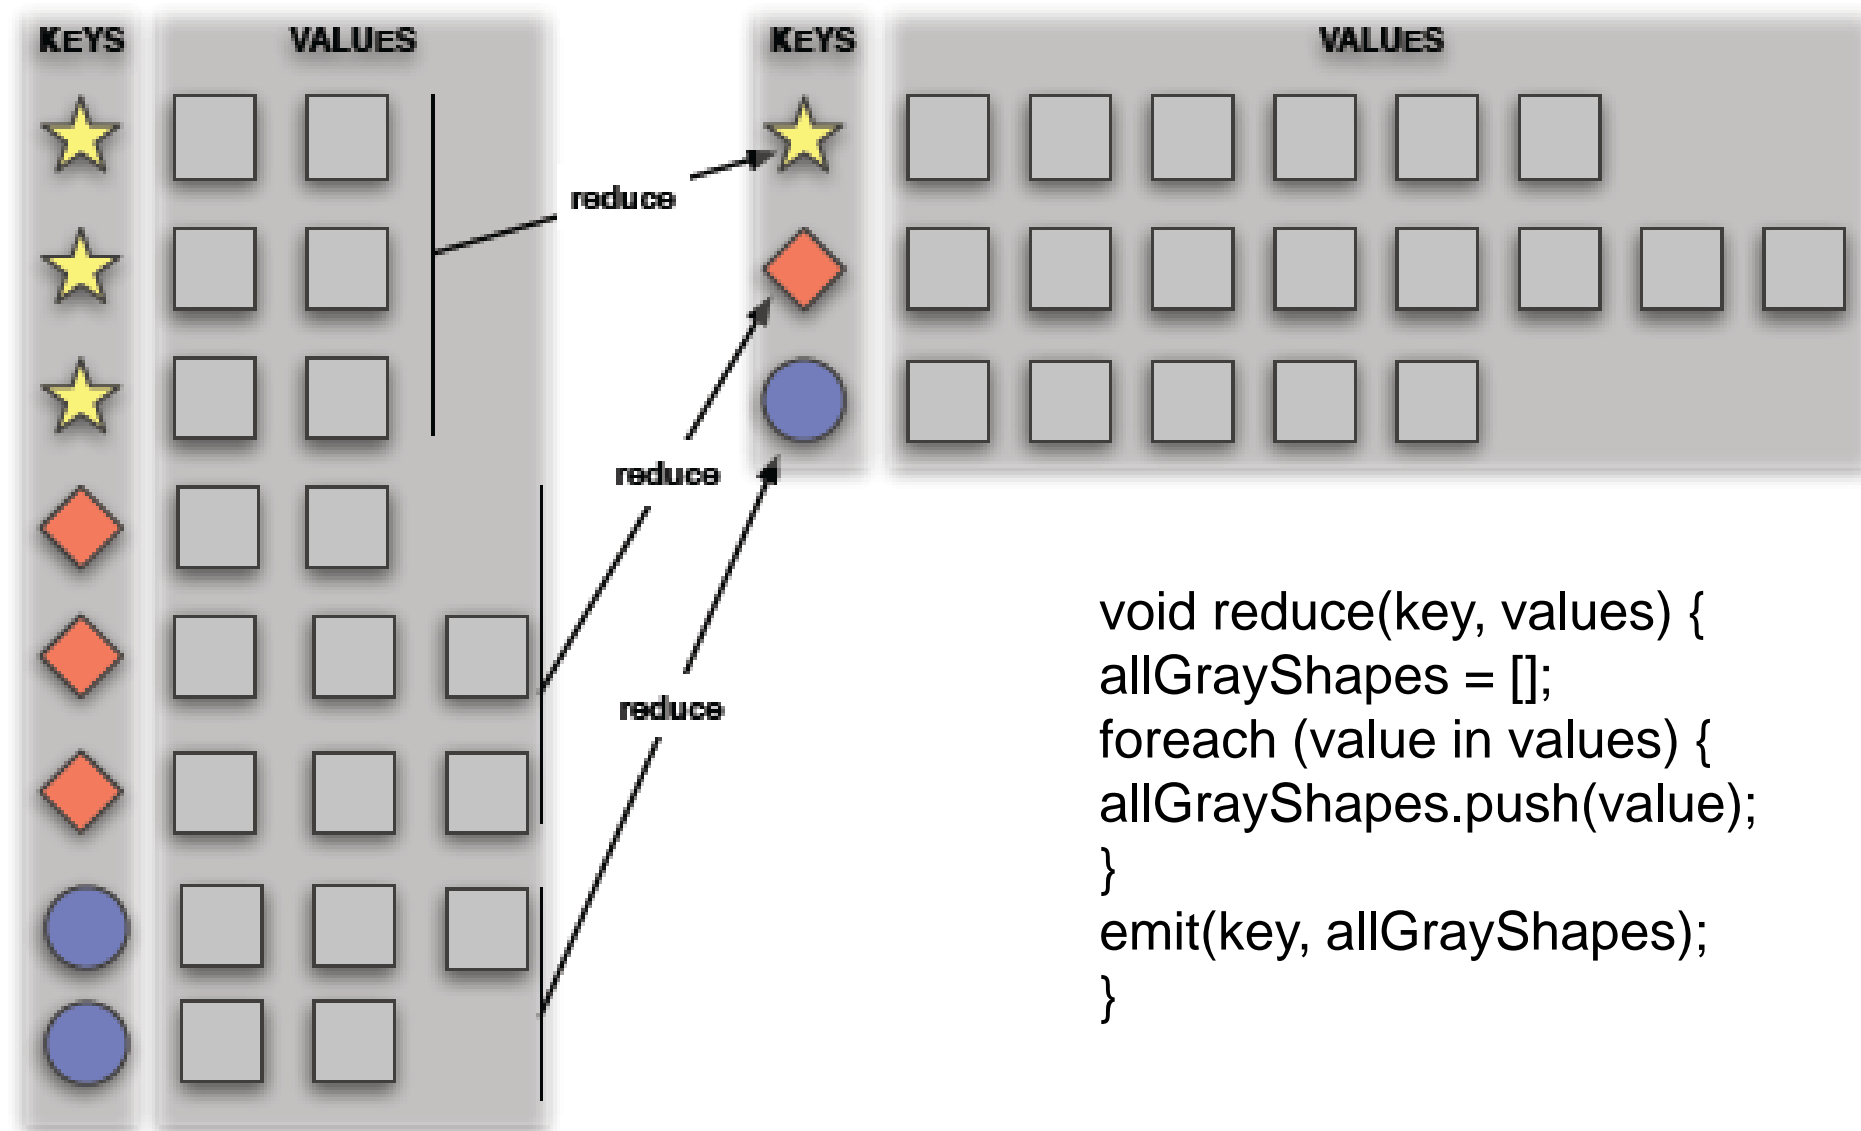 KEYS VALUES
KEYS VALUES
reduce
reduce
reduce
void reduce(key, values) {
allGrayShapes = [];
foreach (value in values) {
allGrayShapes.push(value);
}
emit(key, allGrayShapes);
}